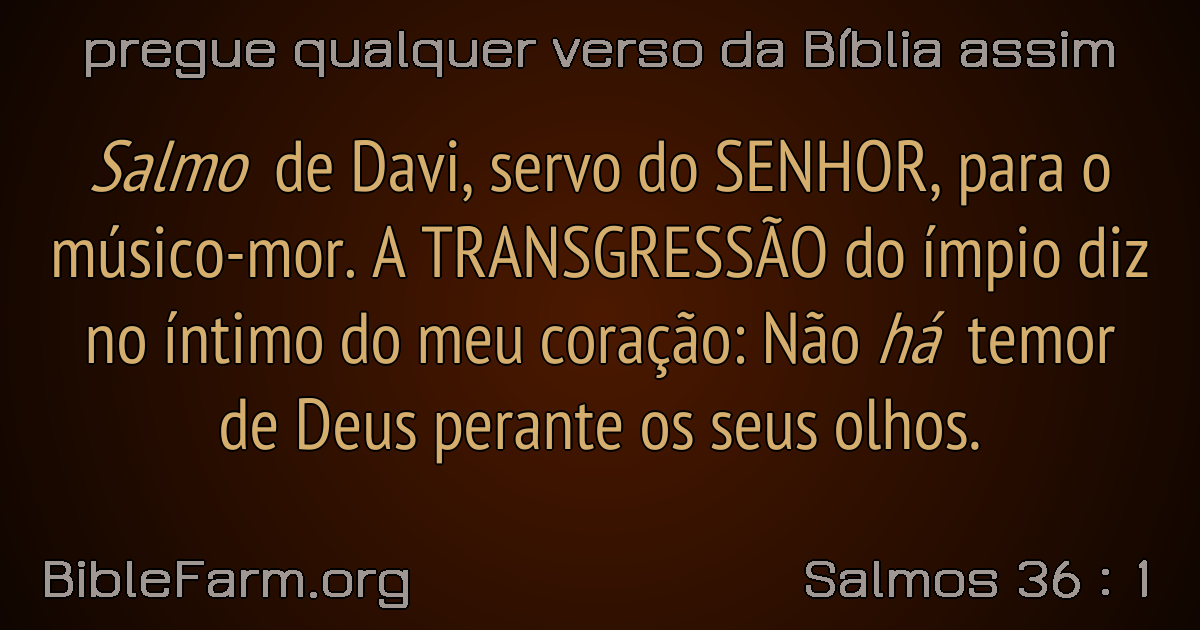 pregue qualquer verso da Bíblia assim
Salmo de Davi, servo do SENHOR, para o
músico-mor. A TRANSGRESSÃO do ímpio diz
no íntimo do meu coração: Não há temor
de Deus perante os seus olhos.
BibleFarm.org
Salmos 36 : 1